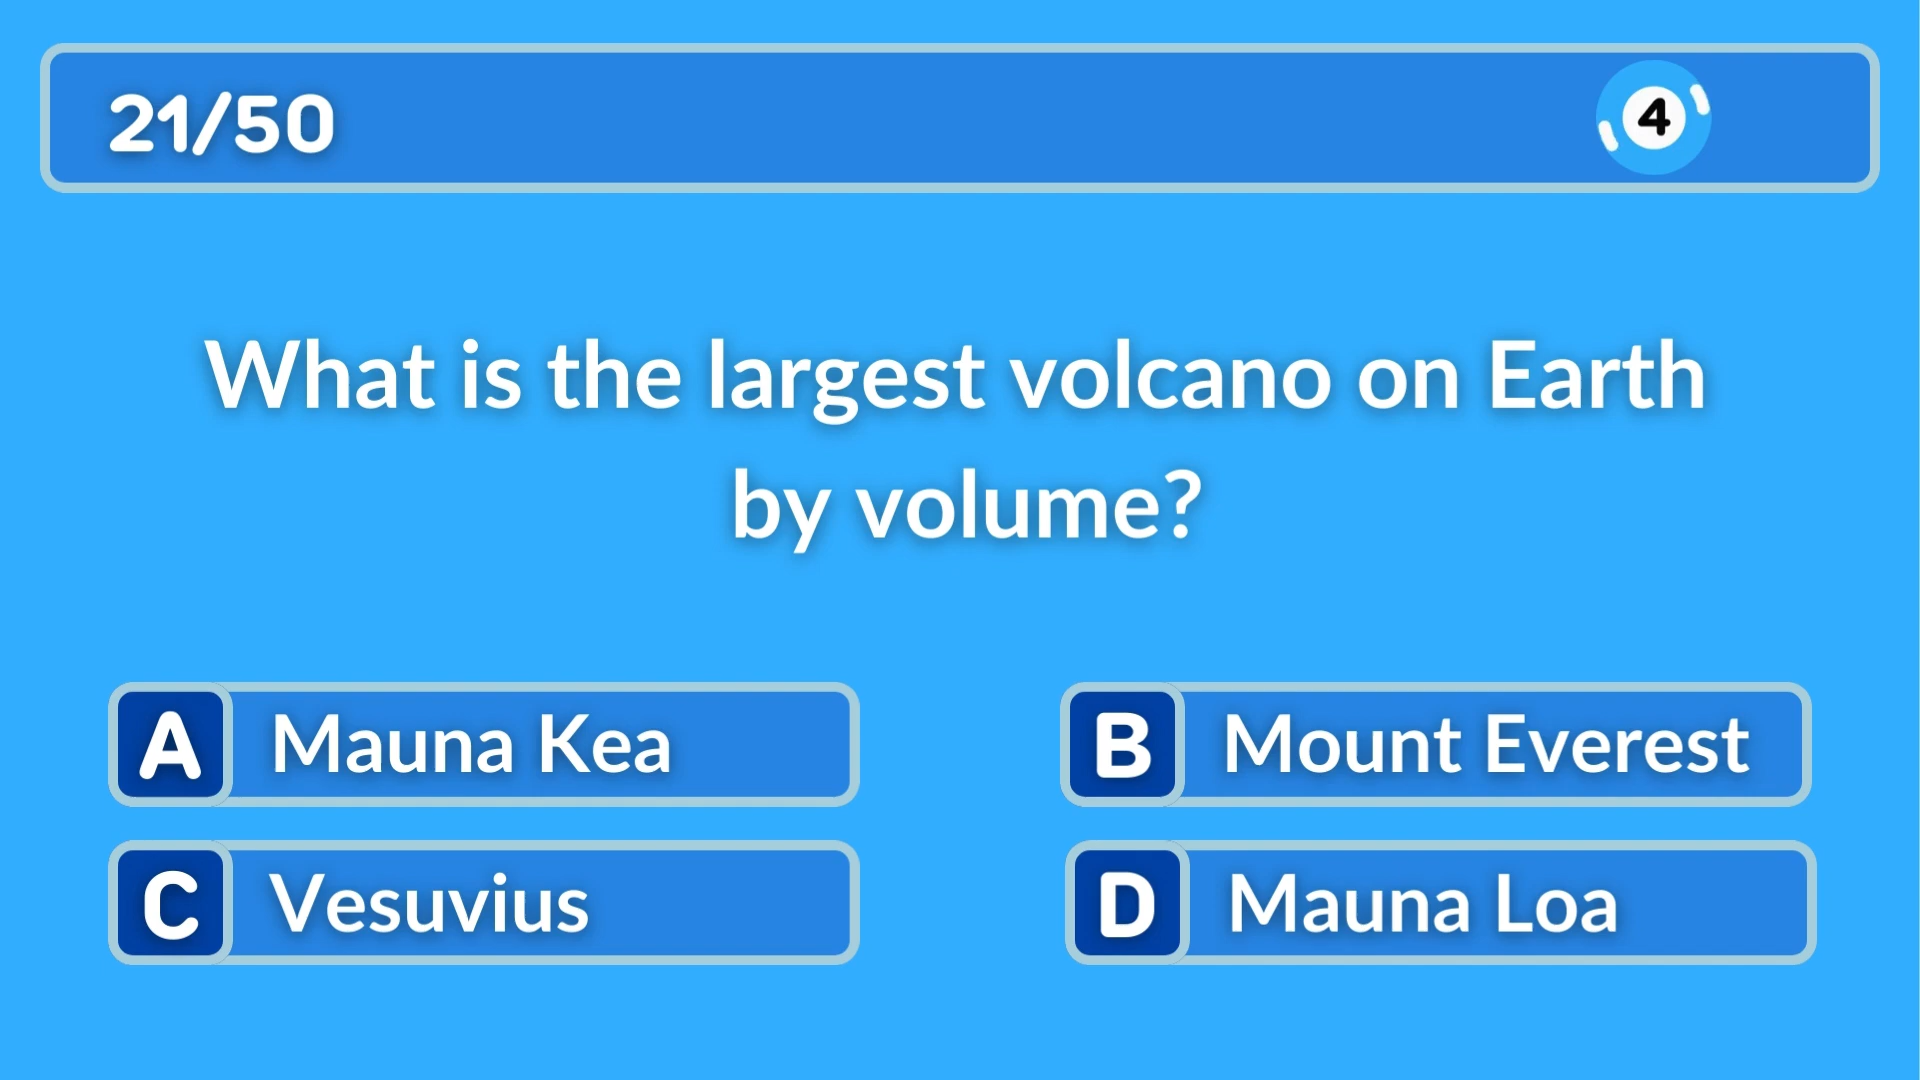 21/50
4
What is the largest volcano on Earth
by volume?
A Mauna Kea
B Mount Everest
C Vesuvius
D Mauna Loa